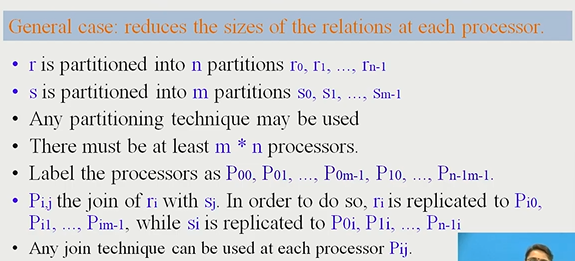 General case: reduces the sizes of the relations at each processor.
• r is partitioned into n partitions r0, r1, ..., rn-1
• s is partitioned into m partitions s0, s1, ..., sm-1
• Any partitioning technique may be used
• There must be at least m * n processors.
• Label the processors as P00, P01, ..., P0m-1, P10, ..., Pn-1m-1.
• Pi,j the join of ri with sj. In order to do so, ri is replicated to Pi0,
Pi1, ..., Pim-1, while si is replicated to P0i, P1i, ..., Pn-1i
• Any join technique can be used at each processor Pij.